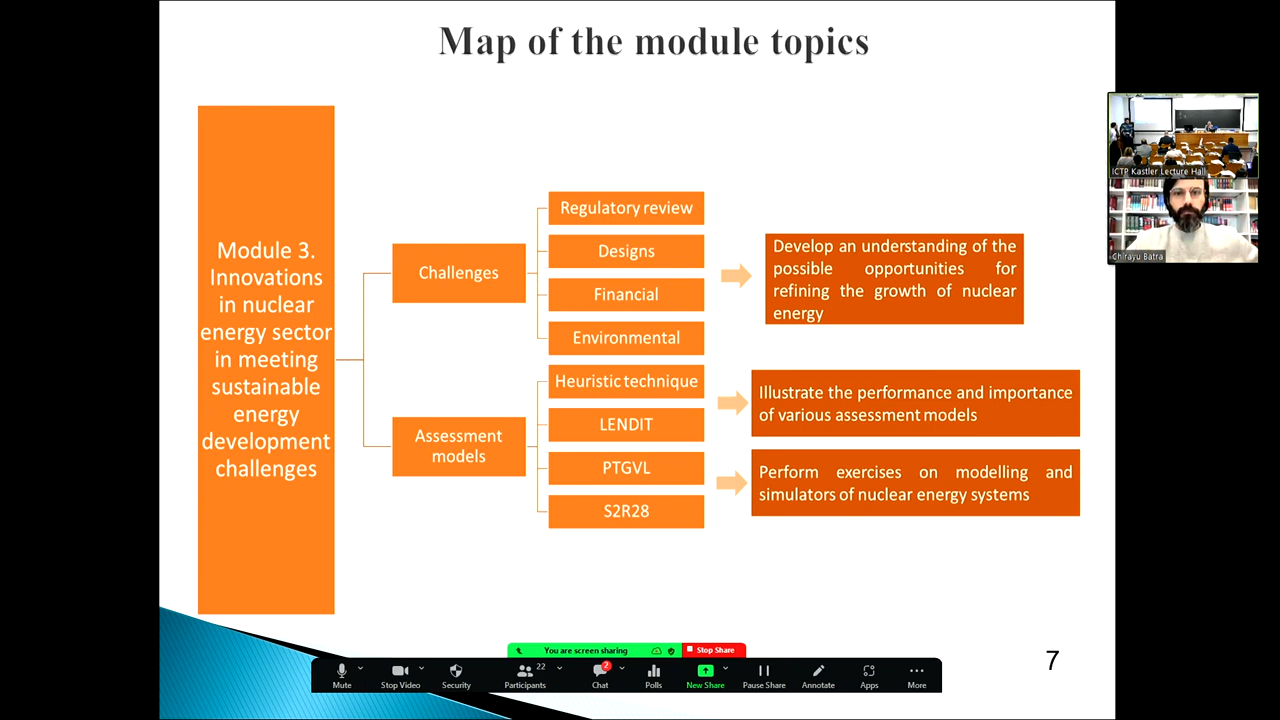 Map of the module topics
Module 3.
Innovations
in nuclear
energy sector
in meeting
sustainable
energy
development
challenges
Challenges
Regulatory review
Designs
Financial
Environmental
Develop an understanding of the
possible opportunities for
refining the growth of nuclear
energy
Assessment
models
Heuristic technique
LENDIT
PTGVL
S2R28
Illustrate the performance and importance
of various assessment models
Perform exercises on modelling and
simulators of nuclear energy systems
ICTP Kastler Lecture Hall
Chirayu Batra
You are screen sharing
Stop Share
Mute
Stop Video
Security
22
Participants
2
Chat
Polls
New Share
Pause Share
Annotate
Apps
More
7